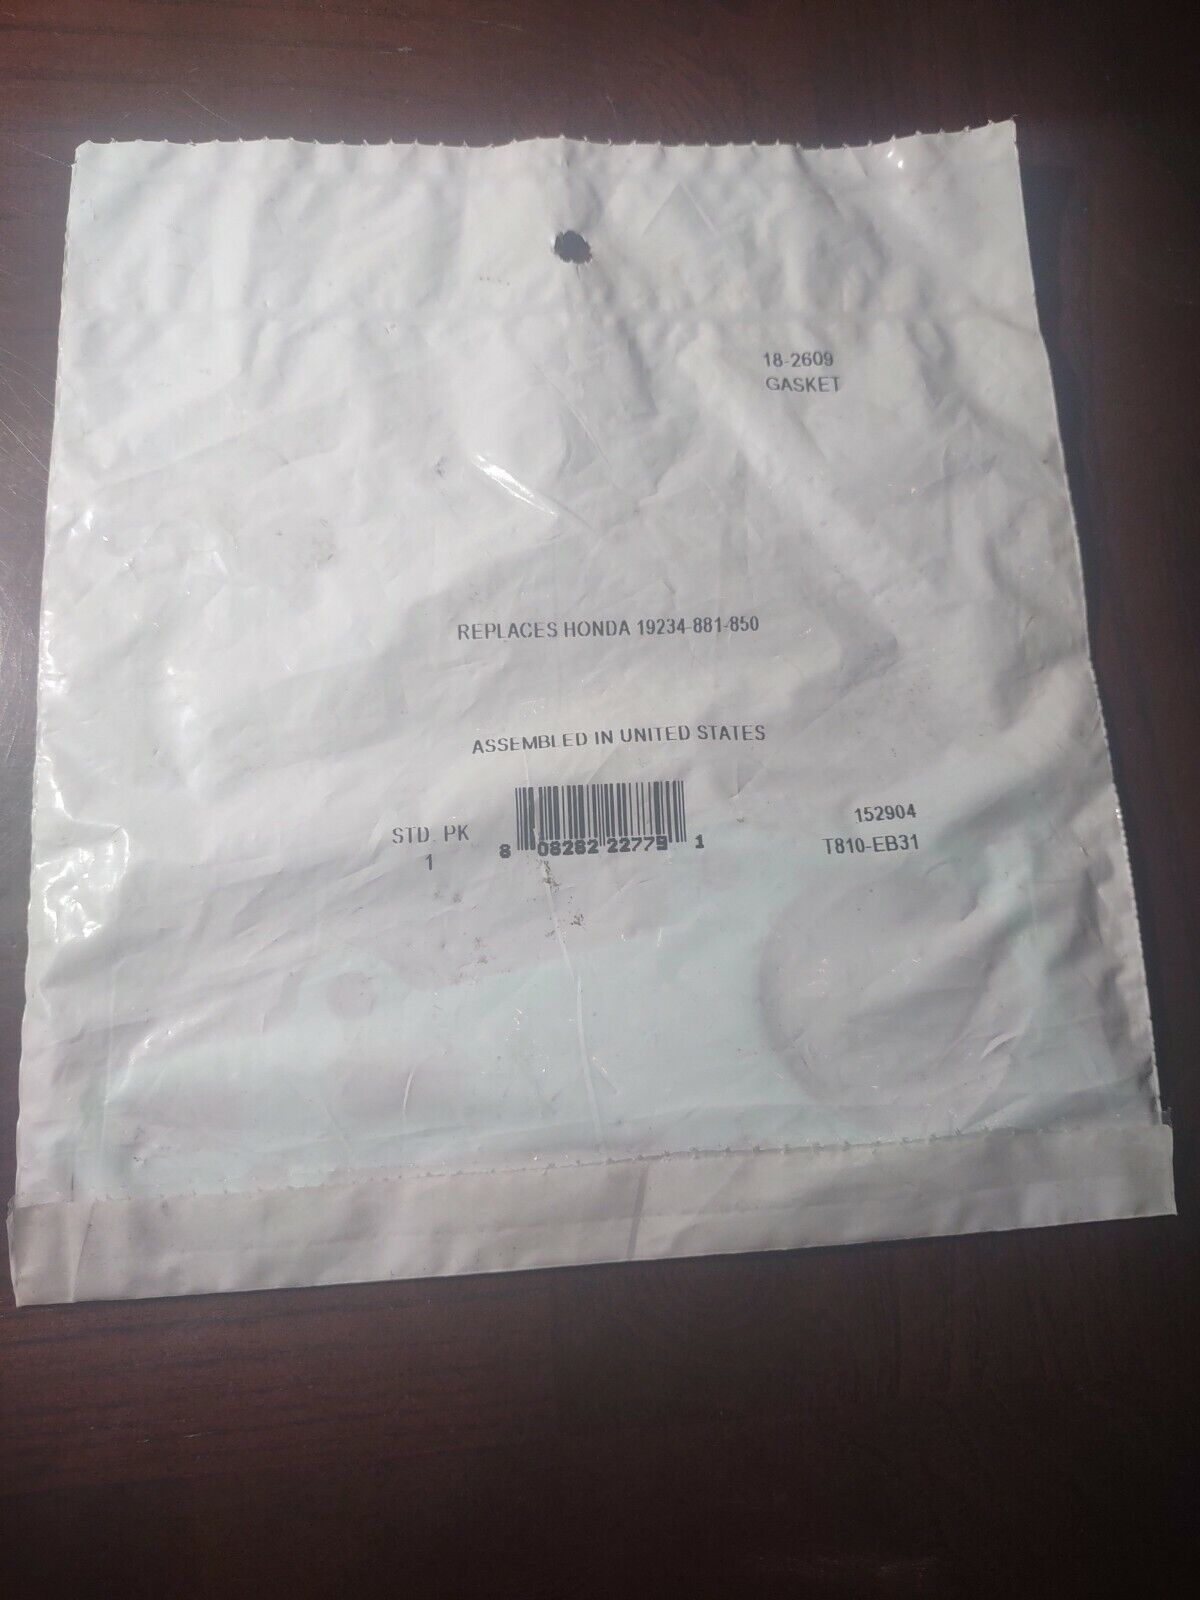 18-2609
GASKET
REPLACES HONDA 19234-881-850
ASSEMBLED IN UNITED STATES
STD. PK
1
8 08282 22779 1
152904
T810-EB31